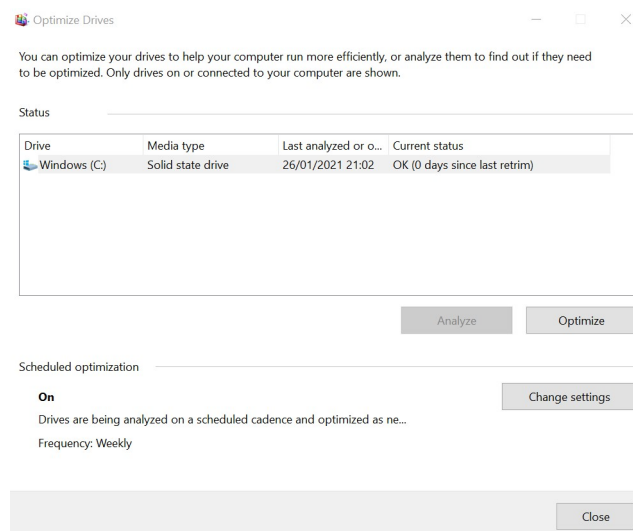 Optimize Drives
You can optimize your drives to help your computer run more efficiently, or analyze them to find out if they need
to be optimized. Only drives on or connected to your computer are shown.
Status
Drive Media type Last analyzed or o... Current status
Windows (C:) Solid state drive 26/01/2021 21:02 OK (0 days since last retrim)
Analyze Optimize
Scheduled optimization
On Change settings
Drives are being analyzed on a scheduled cadence and optimized as ne...
Frequency: Weekly
Close